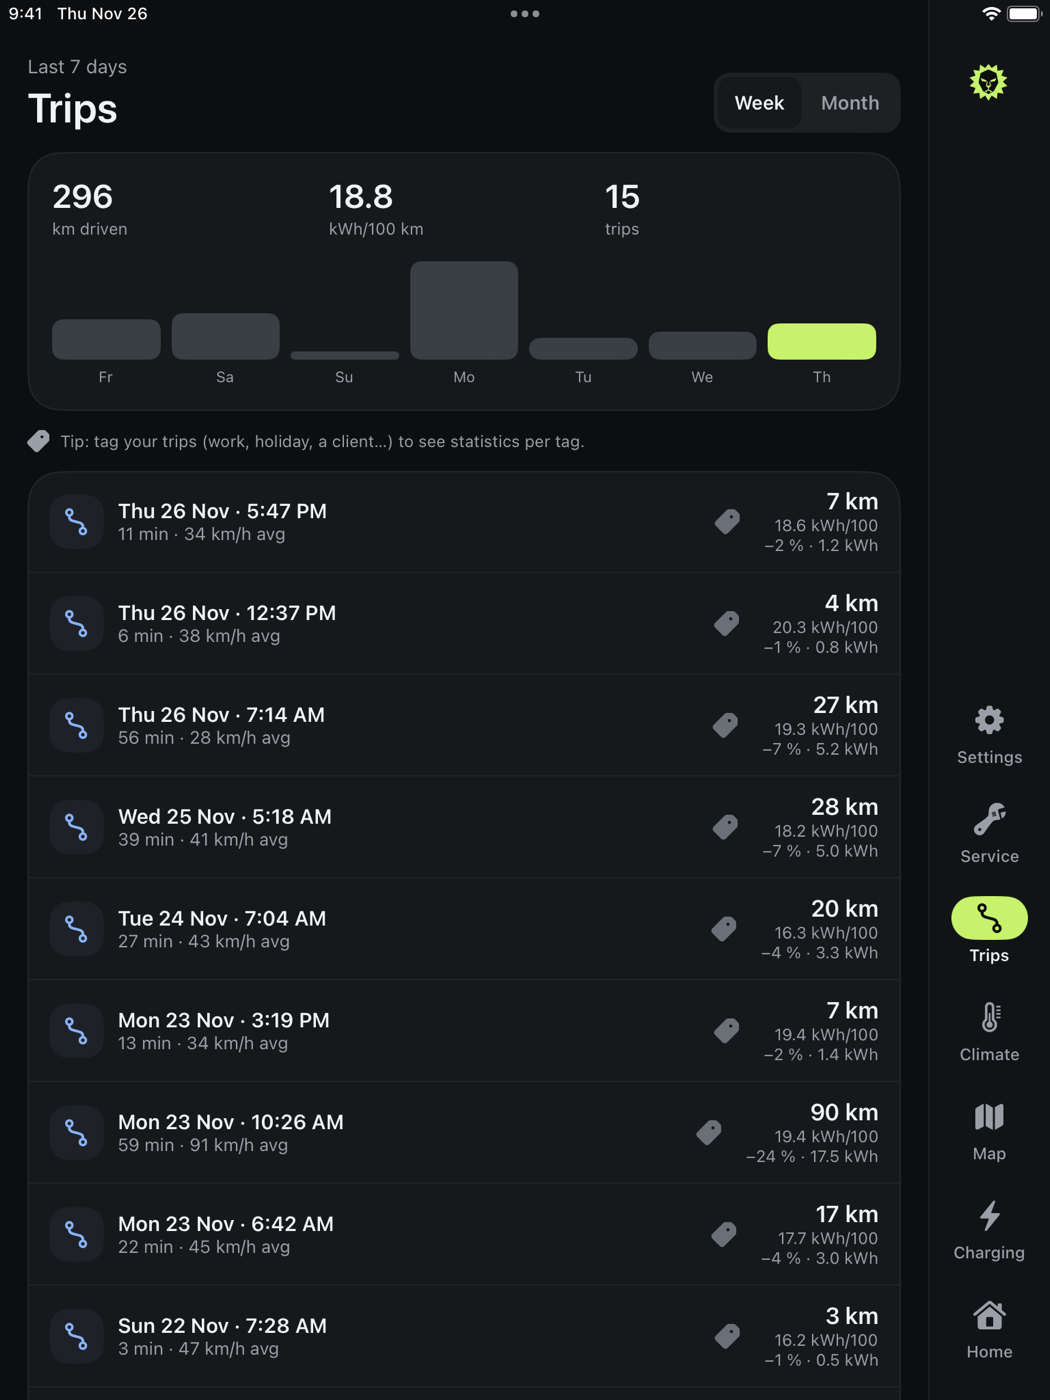 9:41 Thu Nov 26
Last 7 days
Trips
Week Month
296 18.8 15
km driven kWh/100 km trips
Fr Sa Su Mo Tu We Th
Tip: tag your trips (work, holiday, a client...) to see statistics per tag.
Thu 26 Nov · 5:47 PM
11 min · 34 km/h avg
7 km
18.6 kWh/100
−2 % · 1.2 kWh
Thu 26 Nov · 12:37 PM
6 min · 38 km/h avg
4 km
20.3 kWh/100
−1 % · 0.8 kWh
Thu 26 Nov · 7:14 AM
56 min · 28 km/h avg
27 km
19.3 kWh/100
−7 % · 5.2 kWh
Wed 25 Nov · 5:18 AM
39 min · 41 km/h avg
28 km
18.2 kWh/100
−7 % · 5.0 kWh
Tue 24 Nov · 7:04 AM
27 min · 43 km/h avg
20 km
16.3 kWh/100
−4 % · 3.3 kWh
Mon 23 Nov · 3:19 PM
13 min · 34 km/h avg
7 km
19.4 kWh/100
−2 % · 1.4 kWh
Mon 23 Nov · 10:26 AM
59 min · 91 km/h avg
90 km
19.4 kWh/100
−24 % · 17.5 kWh
Mon 23 Nov · 6:42 AM
22 min · 45 km/h avg
17 km
17.7 kWh/100
−4 % · 3.0 kWh
Sun 22 Nov · 7:28 AM
3 min · 47 km/h avg
3 km
16.2 kWh/100
−1 % · 0.5 kWh
Settings
Service
Trips
Climate
Map
Charging
Home